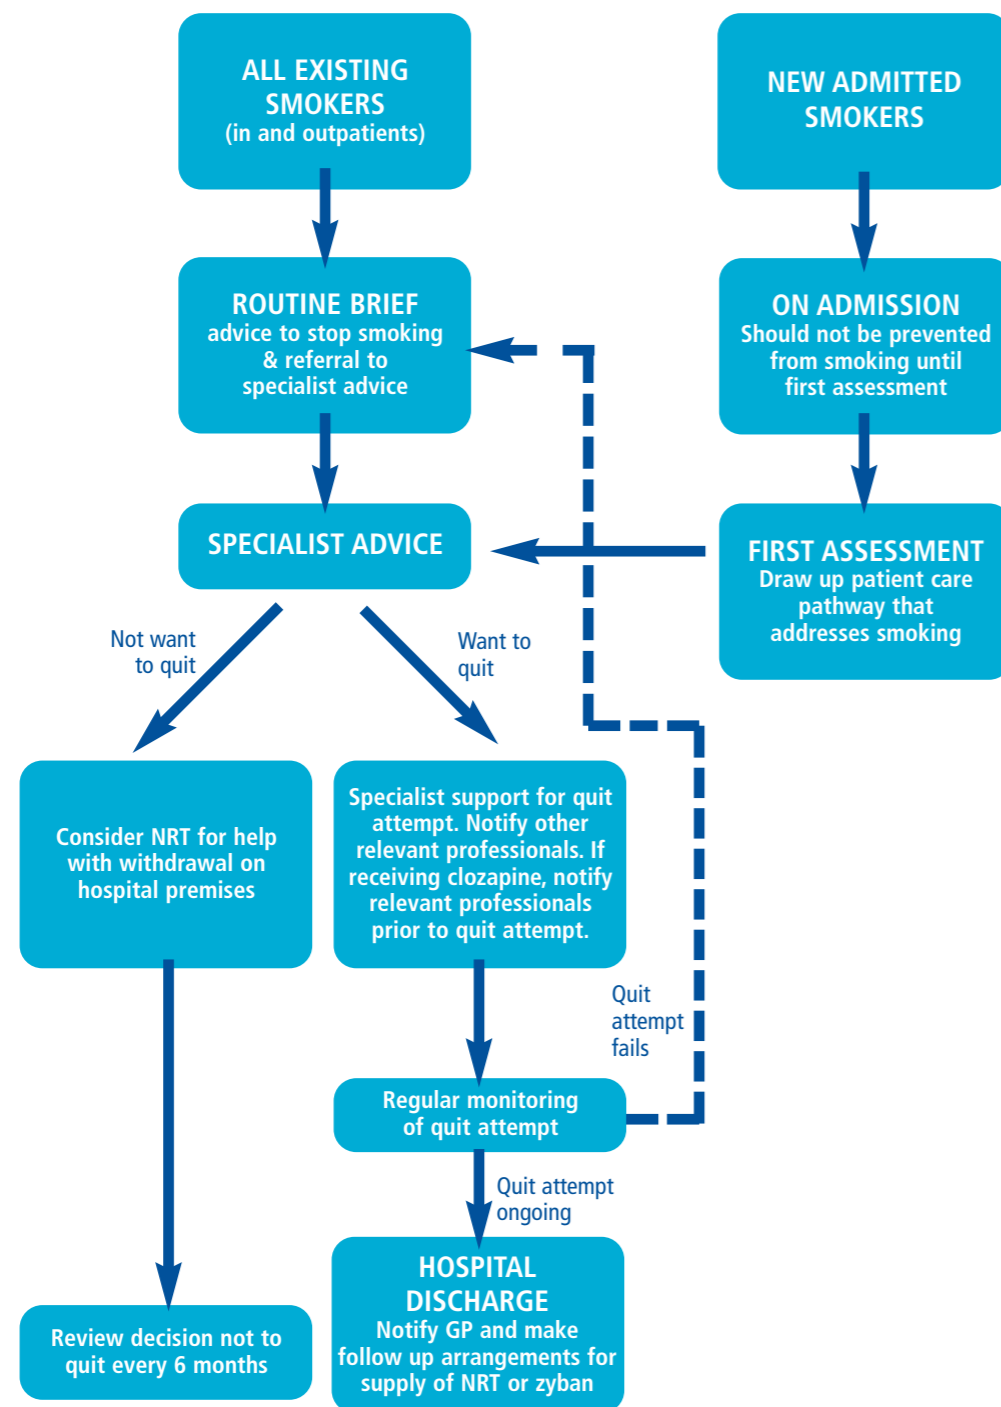 ALL EXISTING
SMOKERS
(in and outpatients)
NEW ADMITTED
SMOKERS
ROUTINE BRIEF
advice to stop smoking
& referral to
specialist advice
ON ADMISSION
Should not be prevented
from smoking until
first assessment
SPECIALIST ADVICE
FIRST ASSESSMENT
Draw up patient care
pathway that
addresses smoking
Not want
to quit
Want to
quit
Consider NRT for help
with withdrawal on
hospital premises
Specialist support for quit
attempt. Notify other
relevant professionals. If
receiving clozapine, notify
relevant professionals
prior to quit attempt.
Quit
attempt
fails
Regular monitoring
of quit attempt
Quit attempt
ongoing
Review decision not to
quit every 6 months
HOSPITAL
DISCHARGE
Notify GP and make
follow up arrangements for
supply of NRT or zyban